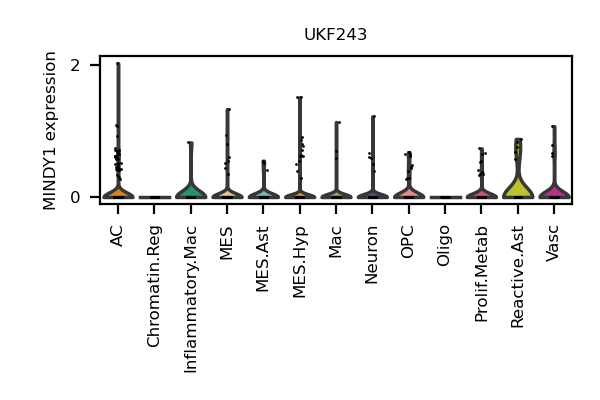 UKF243
MINDY1 expression
2
0
AC
Chromatin.Reg
Inflammatory.Mac
MES
MES.Ast
MES.Hyp
Mac
Neuron
OPC
Oligo
Prolif.Metab
Reactive.Ast
Vasc